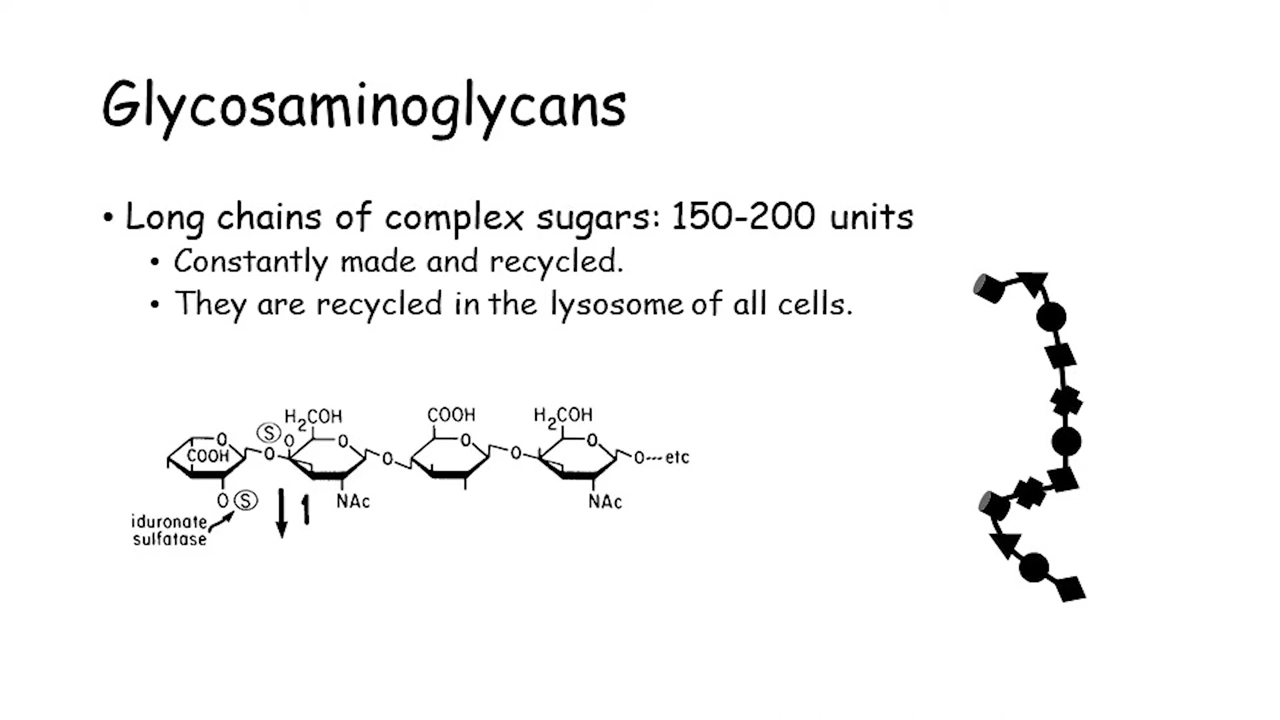 Glycosaminoglycans
• Long chains of complex sugars: 150-200 units
• Constantly made and recycled.
• They are recycled in the lysosome of all cells.
H2COH COOH H2COH
S O O O O
COOH O O O O---etc
O S NAc NAc
1
iduronate
sulfatase